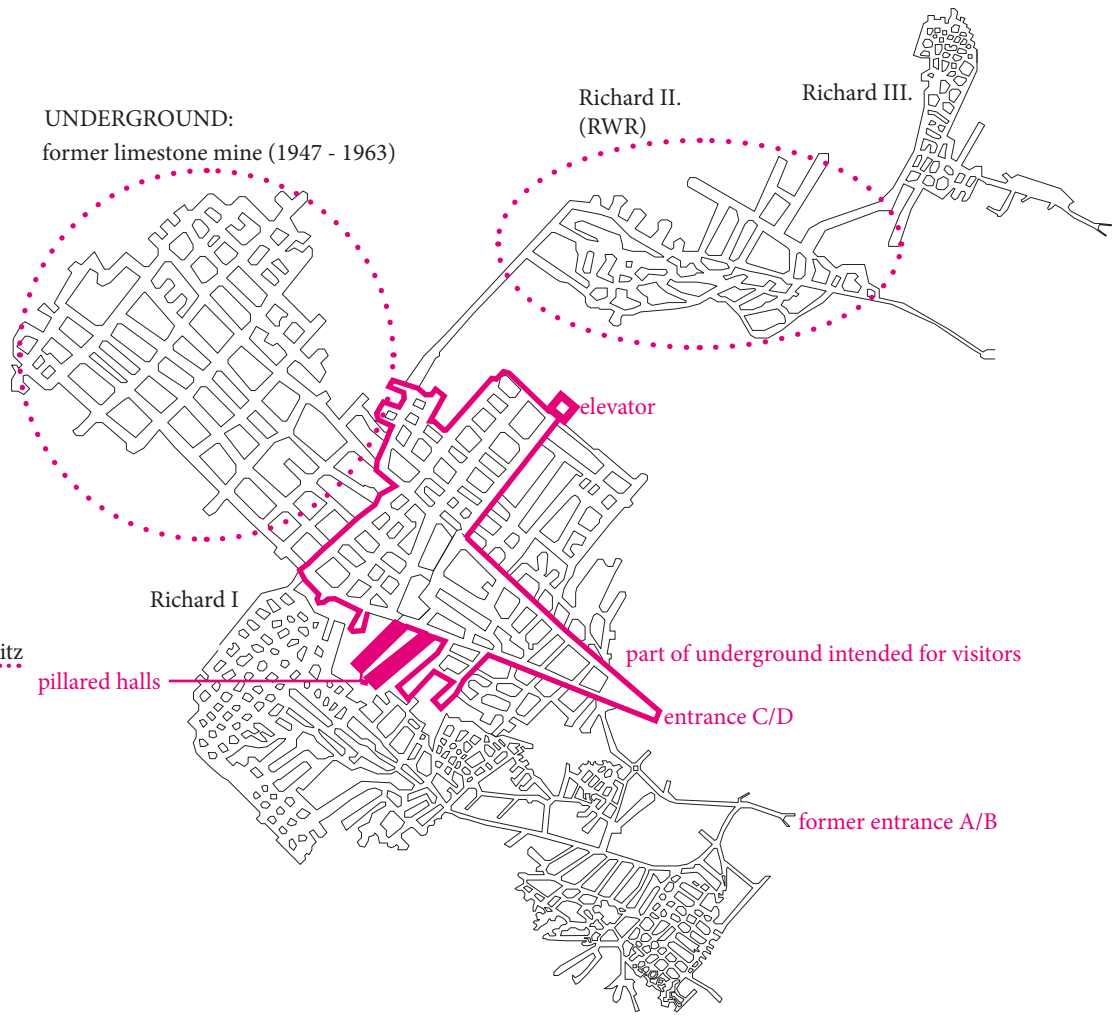 UNDERGROUND:
former limestone mine (1947 - 1963)
Richard II.
(RWR)
Richard III.
elevator
Richard I
itz
pillared halls
part of underground intended for visitors
entrance C/D
former entrance A/B